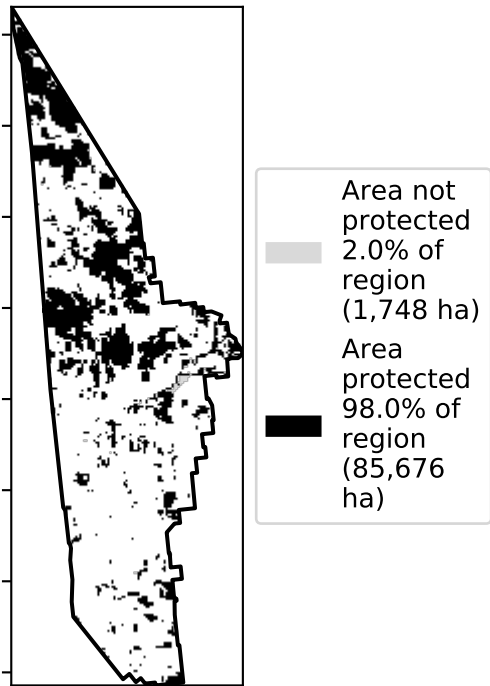 Area not
protected
2.0% of
region
(1,748 ha)
Area
protected
98.0% of
region
(85,676
ha)